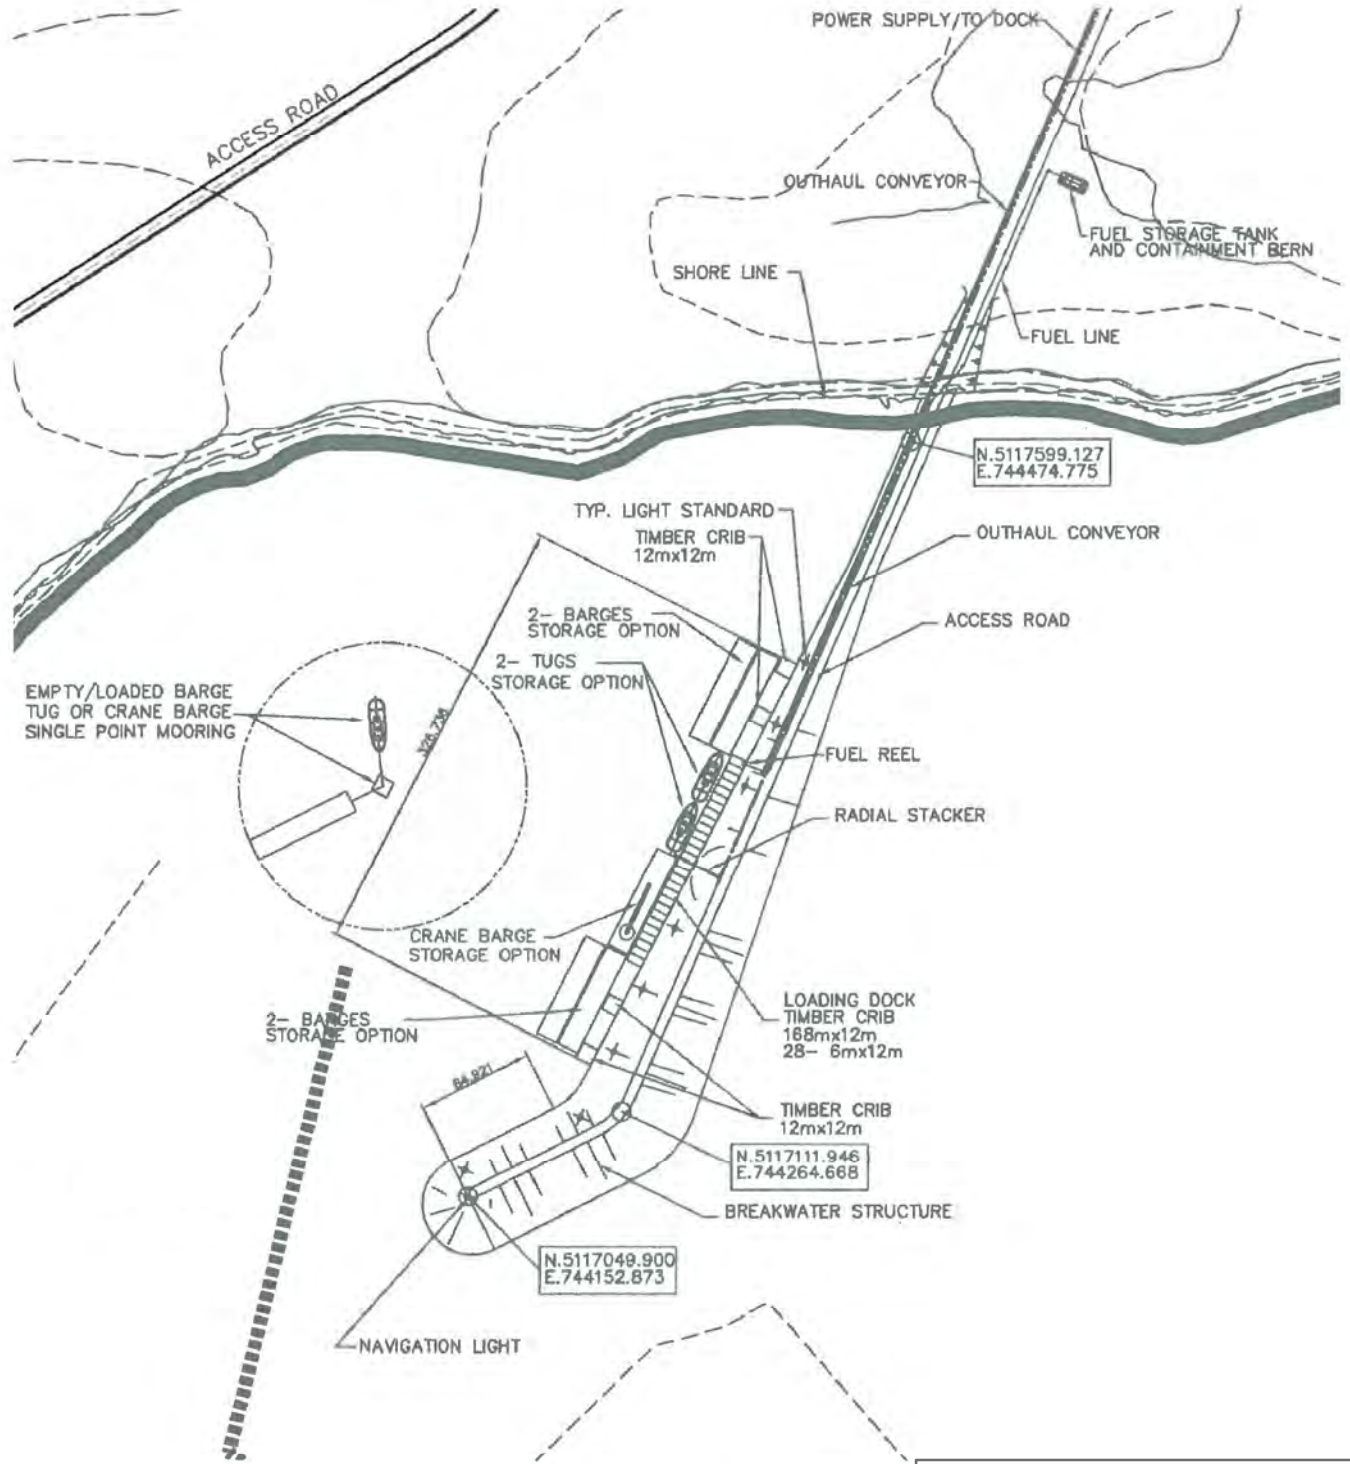 POWER SUPPLY/TO DOCK
ACCESS ROAD
OUTHAUL CONVEYOR
FUEL STORAGE TANK
AND CONTAINMENT BERN
SHORE LINE
FUEL LINE
N.5117599.127
E.744474.775
TYP. LIGHT STANDARD
TIMBER CRIB
12mx12m
OUTHAUL CONVEYOR
2- BARGES
STORAGE OPTION
ACCESS ROAD
2- TUGS
STORAGE OPTION
EMPTY/LOADED BARGE
TUG OR CRANE BARGE
SINGLE POINT MOORING
FUEL REEL
RADIAL STACKER
CRANE BARGE
STORAGE OPTION
LOADING DOCK
TIMBER CRIB
168mx12m
28- 6mx12m
2- BARGES
STORAGE OPTION
TIMBER CRIB
12mx12m
N.5117111.946
E.744264.668
BREAKWATER STRUCTURE
N.5117049.900
E.744152.873
NAVIGATION LIGHT